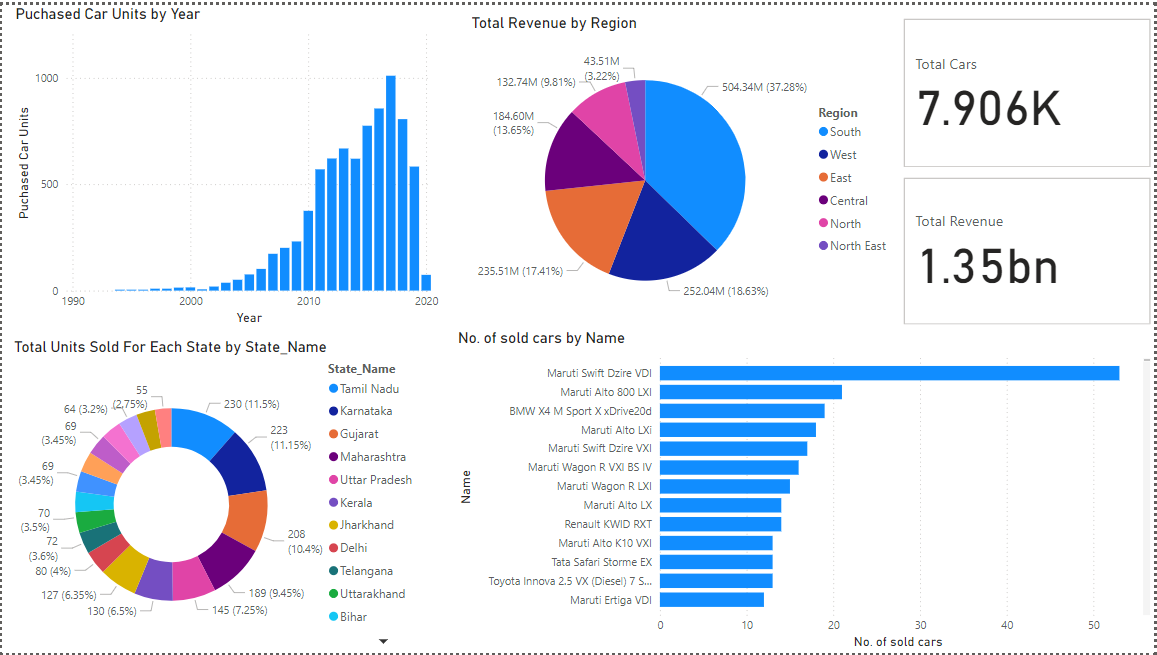 Puchased Car Units by Year
Puchased Car Units
1000
500
0
1990
2000
2010
2020
Year
Total Revenue by Region
43.51M
(3.22%)
132.74M (9.81%)
504.34M (37.28%)
184.60M
(13.65%)
235.51M (17.41%)
252.04M (18.63%)
Region
South
West
East
Central
North
North East
Total Cars
7.906K
Total Revenue
1.35bn
Total Units Sold For Each State by State_Name
55
(2.75%)
64 (3.2%)
230 (11.5%)
69
(3.45%)
223
(11.15%)
69
(3.45%)
70
(3.5%)
208
(10.4%)
72
(3.6%)
80 (4%)
189 (9.45%)
127 (6.35%)
130 (6.5%)
145 (7.25%)
State_Name
Tamil Nadu
Karnataka
Gujarat
Maharashtra
Uttar Pradesh
Kerala
Jharkhand
Delhi
Telangana
Uttarakhand
Bihar
No. of sold cars by Name
Name
Maruti Swift Dzire VDI
Maruti Alto 800 LXI
BMW X4 M Sport X xDrive20d
Maruti Alto LXi
Maruti Swift Dzire VXI
Maruti Wagon R VXI BS IV
Maruti Wagon R LXI
Maruti Alto LX
Renault KWID RXT
Maruti Alto K10 VXI
Tata Safari Storme EX
Toyota Innova 2.5 VX (Diesel) 7 S...
Maruti Ertiga VDI
0
10
20
30
40
50
No. of sold cars